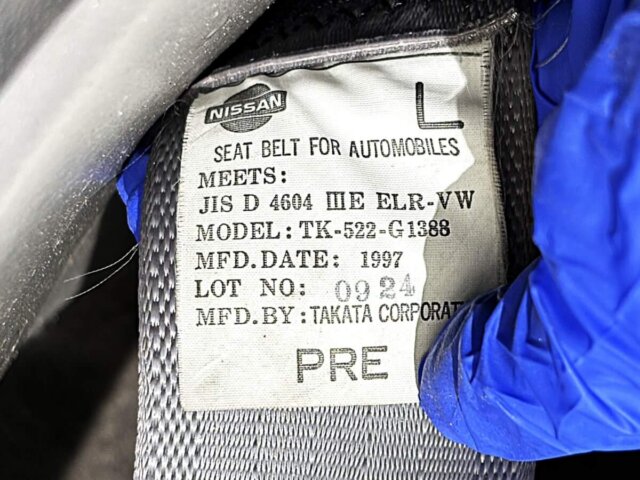 NISSAN L
SEAT BELT FOR AUTOMOBILES
MEETS:
JIS D 4604 IIIE ELR-VW
MODEL: TK-522-G1388
MFD.DATE: 1997
LOT NO: 0924
MFD.BY: TAKATA CORPORAT
PRE